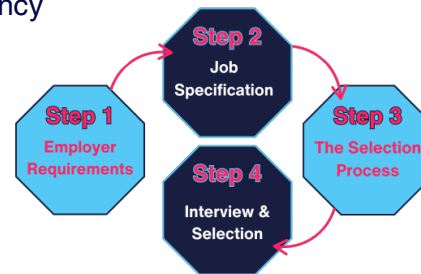 ncy
Step 1
Employer
Requirements
Step 2
Job
Specification
Step 3
The Selection
Process
Step 4
Interview &
Selection